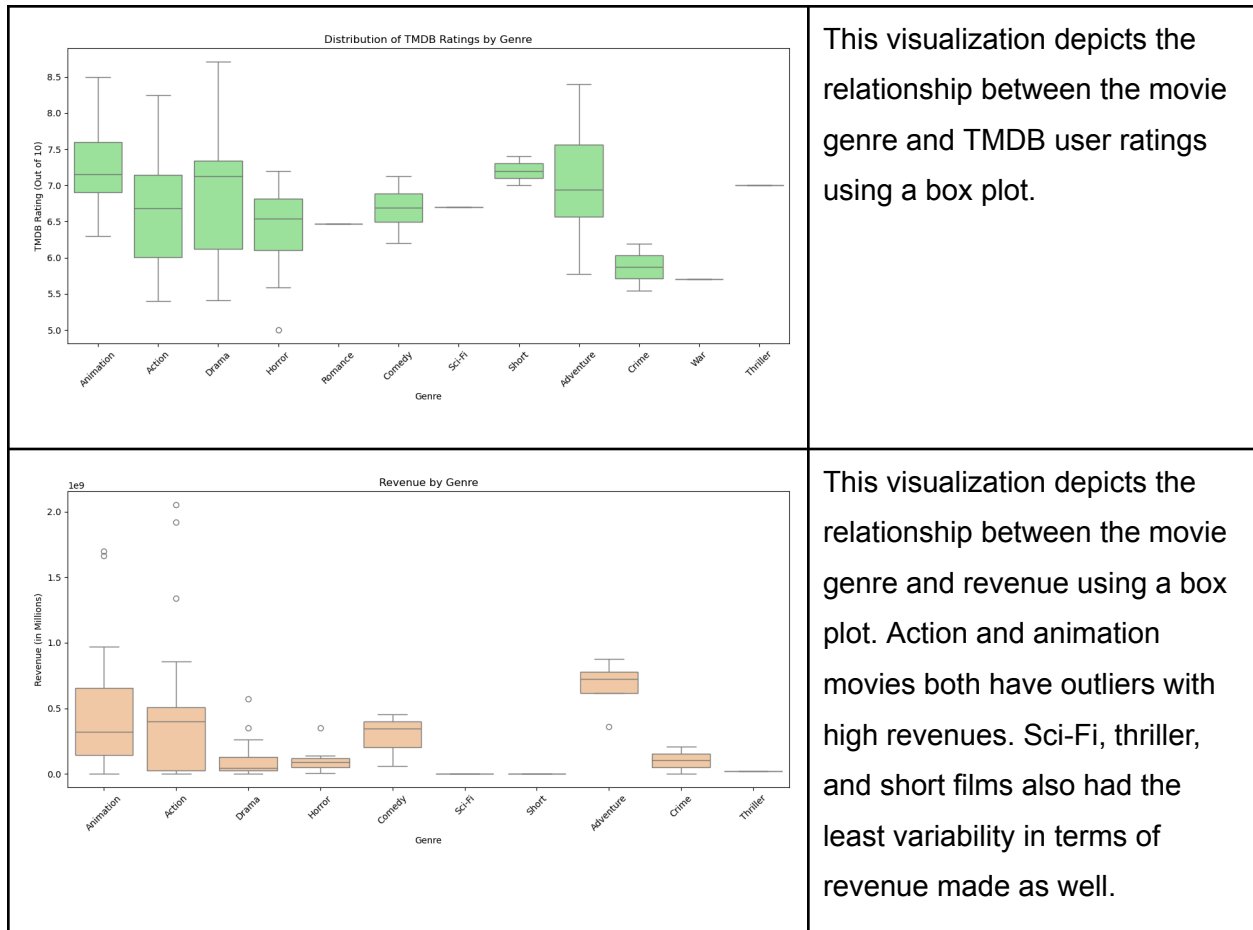 Distribution of TMDB Ratings by Genre
TMDB Rating (Out of 10)
8.5
8.0
7.5
7.0
6.5
6.0
5.5
5.0
Animation
Action
Drama
Horror
Romance
Comedy
Sci-Fi
Short
Adventure
Crime
War
Thriller
Genre
This visualization depicts the
relationship between the movie
genre and TMDB user ratings
using a box plot.
Revenue by Genre
1e9
Revenue (in Millions)
2.0
1.5
1.0
0.5
0.0
Animation
Action
Drama
Horror
Comedy
Sci-Fi
Short
Adventure
Crime
Thriller
Genre
This visualization depicts the
relationship between the movie
genre and revenue using a box
plot. Action and animation
movies both have outliers with
high revenues. Sci-Fi, thriller,
and short films also had the
least variability in terms of
revenue made as well.